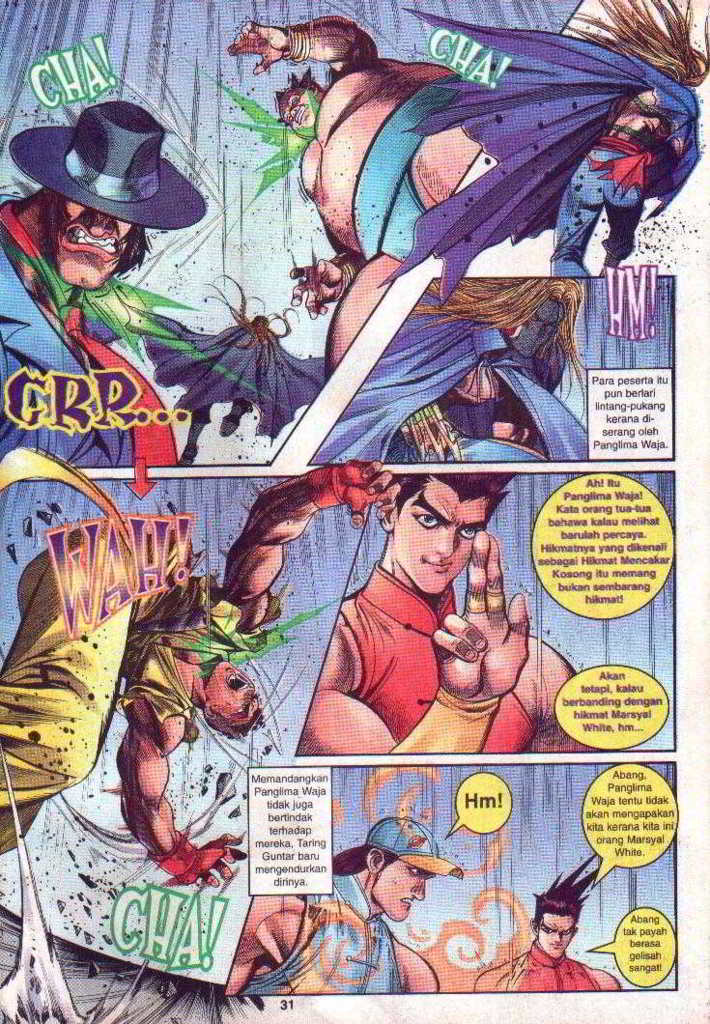 CHA!
CHA!
GRR...
HM!
Para peserta itu
pun berlari
lintang-pukang
kerana di-
serang oleh
Panglima Waja.
WAH!
Ah! Itu
Panglima Waja!
Kata orang tua-tua
bahawa kalau melihat
barulah percaya.
Hikmatnya yang dikenali
sebagai Hikmat Mencakar
Kosong itu memang
bukan sembarang
hikmat!
Akan
tetapi, kalau
berbanding dengan
hikmat Marsyal
White, hm...
CHA!
Memandangkan
Panglima Waja
tidak juga
bertindak
terhadap
mereka, Taring
Guntar baru
mengendurkan
dirinya.
Hm!
Abang,
Panglima
Waja tentu tidak
akan mengapakan
kita kerana kita ini
orang Marsyal
White.
Abang
tak payah
berasa
gelisah
sangat!
31